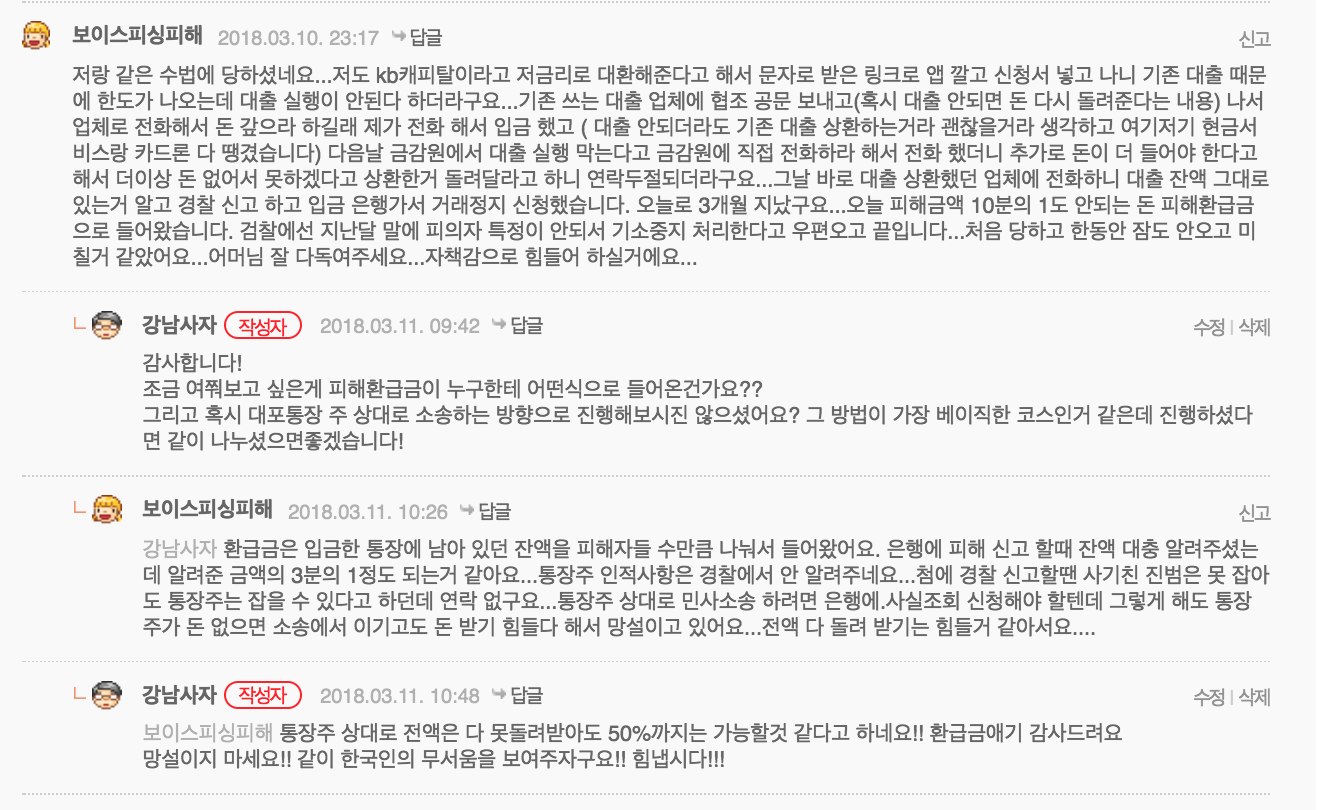 보이스피싱피해 2018.03.10. 23:17 답글 신고
저랑 같은 수법에 당하셨네요...저도 kb캐피탈이라고 저금리로 대환해준다고 해서 문자로 받은 링크로 앱 깔고 신청서 넣고 나니 기존 대출 때문
에 한도가 나오는데 대출 실행이 안된다 하더라구요...기존 쓰는 대출 업체에 협조 공문 보내고(혹시 대출 안되면 돈 다시 돌려준다는 내용) 나서
업체로 전화해서 돈 갚으라 하길래 제가 전화 해서 입금 했고 ( 대출 안되더라도 기존 대출 상환하는거라 괜찮을거라 생각하고 여기저기 현금서
비스랑 카드론 다 땡겼습니다) 다음날 금감원에서 대출 실행 막는다고 금감원에 직접 전화하라 해서 전화 했더니 추가로 돈이 더 들어야 한다고
해서 더이상 돈 없어서 못하겠다고 상환한거 돌려달라고 하니 연락두절되더라구요...그날 바로 대출 상환했던 업체에 전화하니 대출 잔액 그대로
있는거 알고 경찰 신고 하고 입금 은행가서 거래정지 신청했습니다. 오늘로 3개월 지났구요...오늘 피해금액 10분의 1도 안되는 돈 피해환급금
으로 들어왔습니다. 검찰에선 지난달 말에 피의자 특정이 안되서 기소중지 처리한다고 우편오고 끝입니다...처음 당하고 한동안 잠도 안오고 미
칠거 같았어요...어머님 잘 다독여주세요...자책감으로 힘들어 하실거에요...
강남사자 작성자 2018.03.11. 09:42 답글 수정 | 삭제
감사합니다!
조금 여쭤보고 싶은게 피해환급금이 누구한테 어떤식으로 들어온건가요??
그리고 혹시 대포통장 주 상대로 소송하는 방향으로 진행해보시진 않으셨어요? 그 방법이 가장 베이직한 코스인거 같은데 진행하셨다
면 같이 나누셨으면좋겠습니다!
보이스피싱피해 2018.03.11. 10:26 답글 신고
강남사자 환급금은 입금한 통장에 남아 있던 잔액을 피해자들 수만큼 나눠서 들어왔어요. 은행에 피해 신고 할때 잔액 대충 알려주셨는
데 알려준 금액의 3분의 1정도 되는거 같아요...통장주 인적사항은 경찰에서 안 알려주네요...첨에 경찰 신고할땐 사기친 진범은 못 잡아
도 통장주는 잡을 수 있다고 하던데 연락 없구요...통장주 상대로 민사소송 하려면 은행에.사실조회 신청해야 할텐데 그렇게 해도 통장
주가 돈 없으면 소송에서 이기고도 돈 받기 힘들다 해서 망설이고 있어요...전액 다 돌려 받기는 힘들거 같아서요....
강남사자 작성자 2018.03.11. 10:48 답글 수정 | 삭제
보이스피싱피해 통장주 상대로 전액은 다 못돌려받아도 50%까지는 가능할것 같다고 하네요!! 환급금얘기 감사드려요
망설이지 마세요!! 같이 한국인의 무서움을 보여주자구요!! 힘냅시다!!!